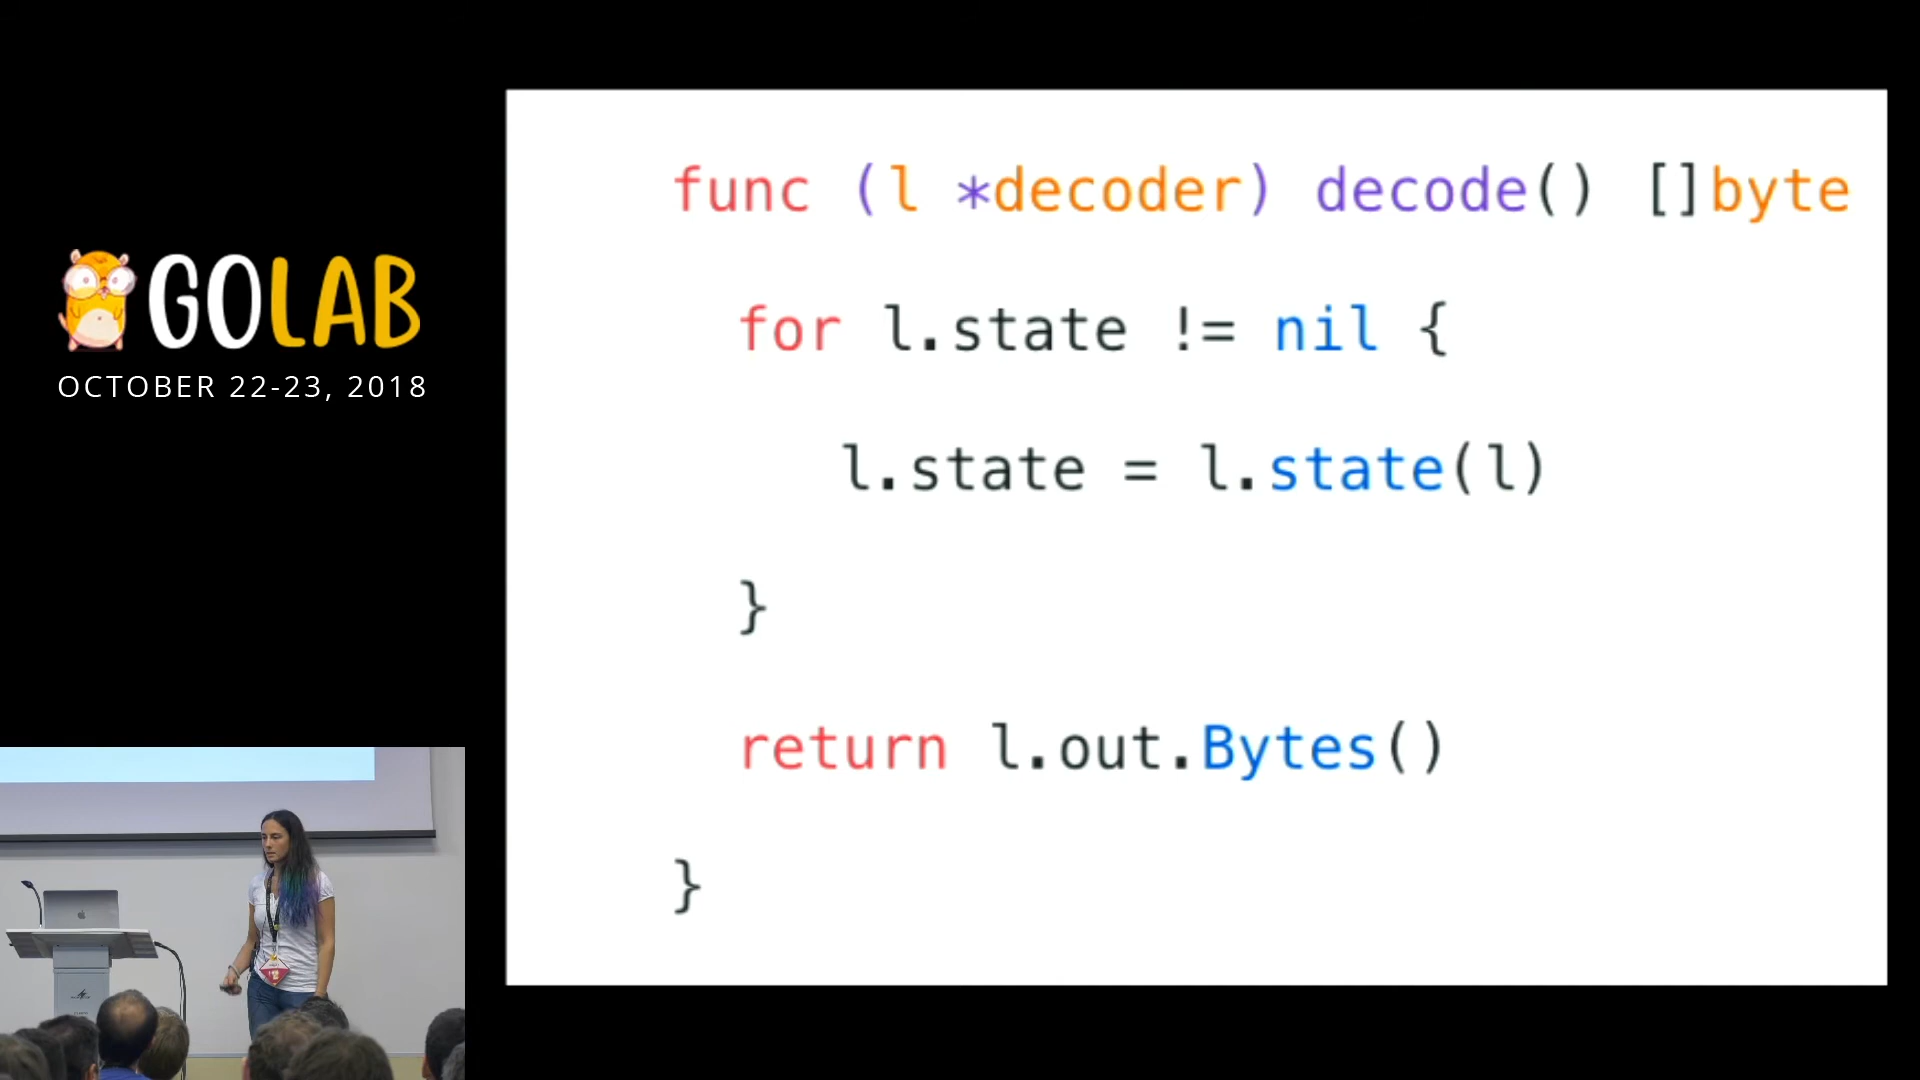 GOLAB
OCTOBER 22-23, 2018
func (l *decoder) decode() []byte
for l.state != nil {
l.state = l.state(l)
}
return l.out.Bytes()
}